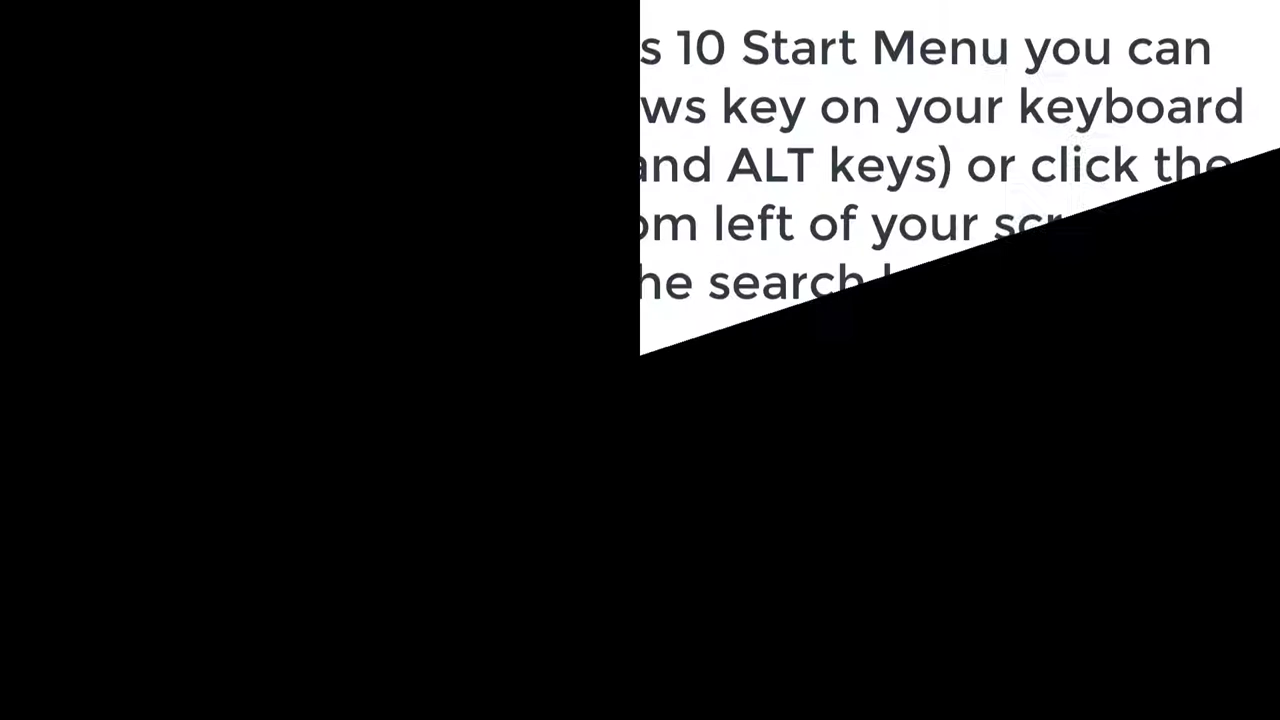 s 10 Start Menu you can
ws key on your keyboard
and ALT keys) or click the
om left of your
he search